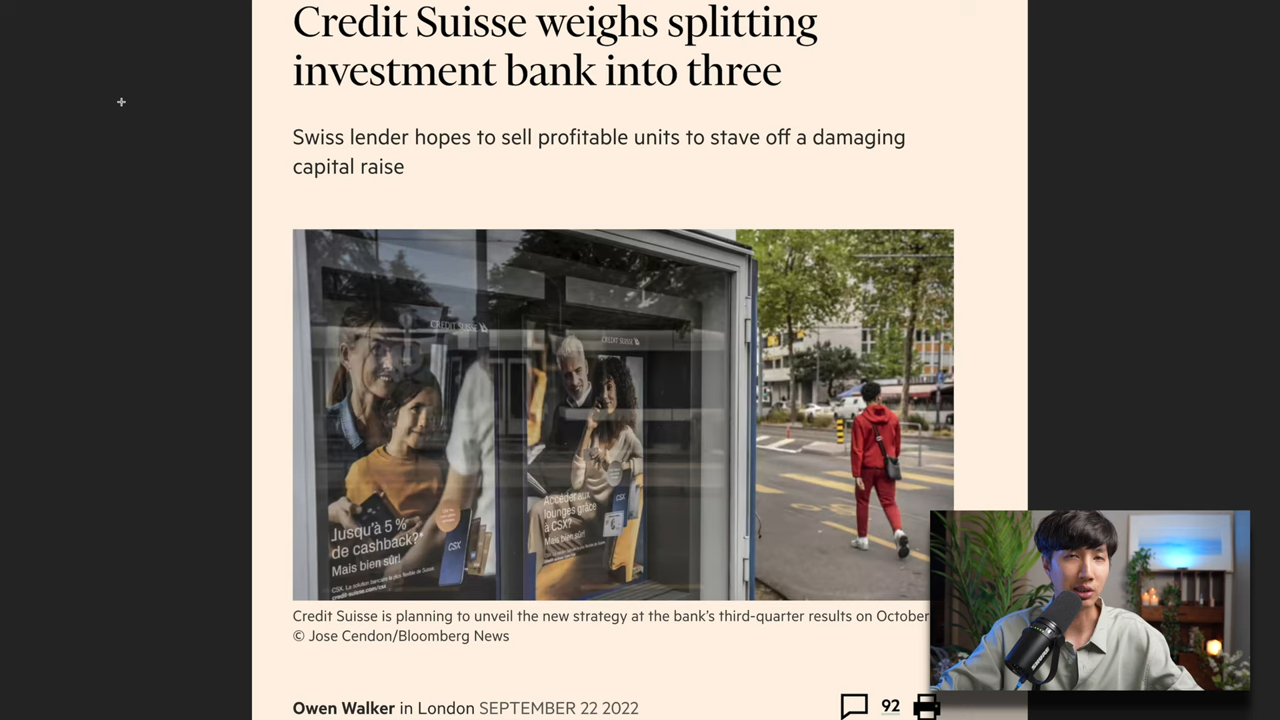 Credit Suisse weighs splitting
investment bank into three
Swiss lender hopes to sell profitable units to stave off a damaging
capital raise
CREDIT SUISSE
CREDIT SUISSE
Jusqu'à 5 %
de cashback?*
Mais bien sûr!
CSX
Accéder aux
lounges grâce
à CSX?
Mais bien sûr!
CSX
Credit Suisse is planning to unveil the new strategy at the bank's third-quarter results on October
© Jose Cendon/Bloomberg News
Owen Walker in London SEPTEMBER 22 2022
92